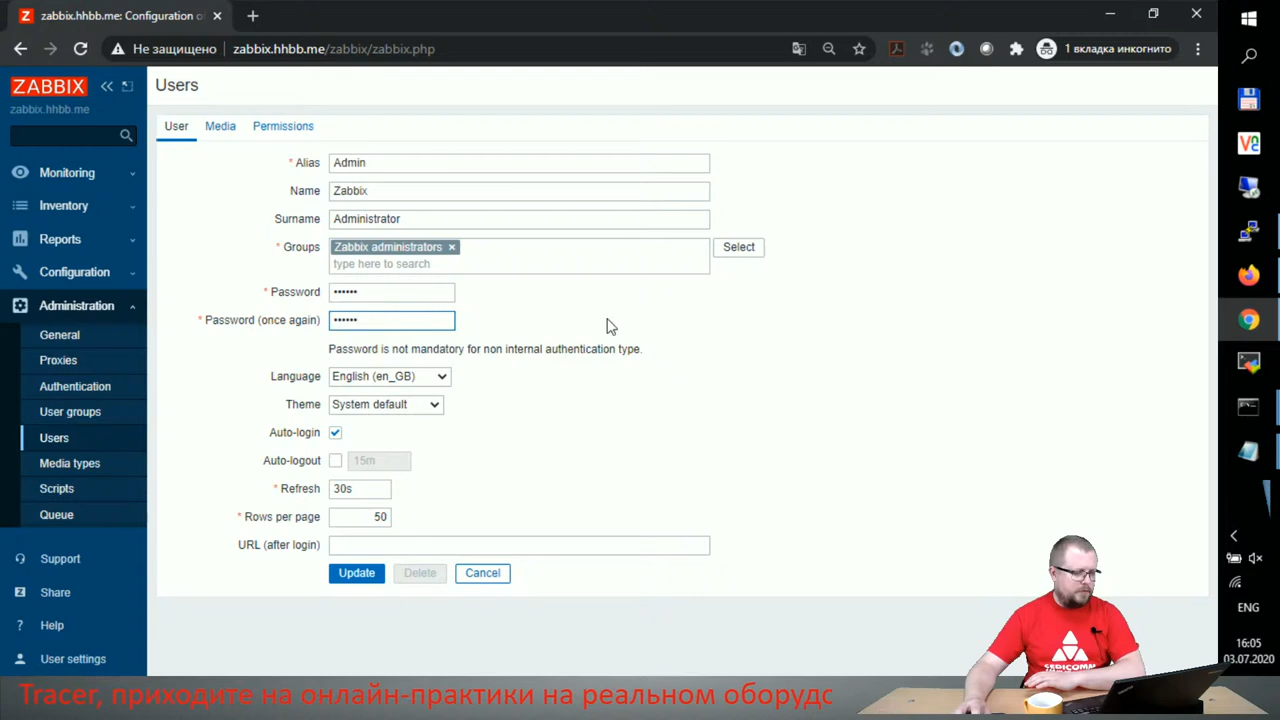 zabbix.hhbb.me: Configuration o
Не защищено
zabbix.hhbb.me/zabbix/zabbix.php
1 вкладка инкогнито
ZABBIX
zabbix.hhbb.me
Monitoring
Inventory
Reports
Configuration
Administration
General
Proxies
Authentication
User groups
Users
Media types
Scripts
Queue
Support
Share
Help
User settings
Users
User Media Permissions
* Alias Admin
Name Zabbix
Surname Administrator
* Groups Zabbix administrators
type here to search
Select
* Password ••••••
* Password (once again) ••••••
Password is not mandatory for non internal authentication type.
Language English (en_GB)
Theme System default
Auto-login
Auto-logout 15m
* Refresh 30s
* Rows per page 50
URL (after login)
Update Delete Cancel
ENG
16:05
03.07.2020
SEDICOMM
Tracer, приходите на онлайн-практики на реальном оборудс